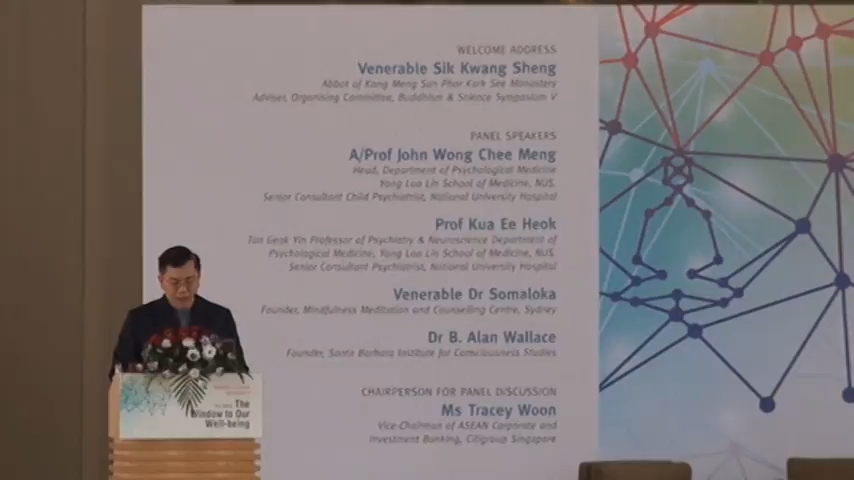 WELCOME ADDRESS
Venerable Sik Kwang Sheng
Abbot of Kong Meng San Phor Kark See Monastery
Adviser, Organising Committee, Buddhism & Science Symposium V
PANEL SPEAKERS
A/Prof John Wong Chee Meng
Head, Department of Psychological Medicine
Yong Loo Lin School of Medicine, NUS.
Senior Consultant Child Psychiatrist, National University Hospital
Prof Kua Ee Heok
Tan Geok Yin Professor of Psychiatry & Neuroscience Department of
Psychological Medicine, Yong Loo Lin School of Medicine, NUS.
Senior Consultant Psychiatrist, National University Hospital
Venerable Dr Somaloka
Founder, Mindfulness Meditation and Counselling Centre, Sydney
Dr B. Alan Wallace
Founder, Santa Barbara Institute for Consciousness Studies
CHAIRPERSON FOR PANEL DISCUSSION
Ms Tracey Woon
Vice-Chairman of ASEAN Corporate and
Investment Banking, Citigroup Singapore
The
Window to Our
Well-being